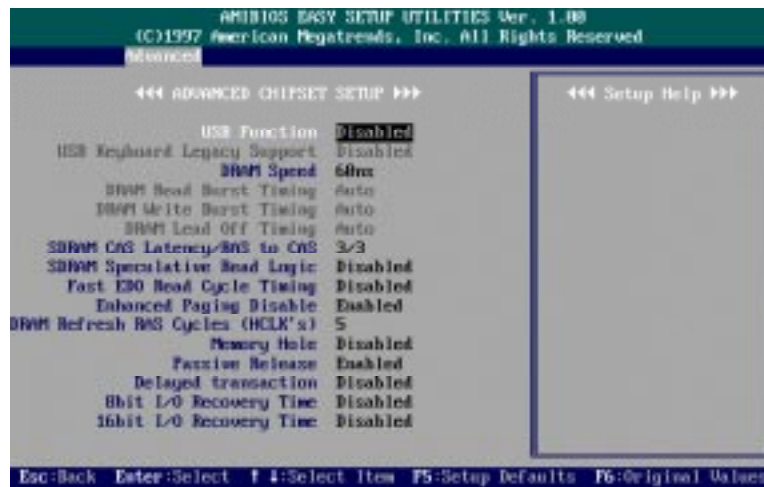 AMIBIOS EASY SETUP UTILITIES Ver. 1.00
(C)1997 American Megatrends, Inc. All Rights Reserved
Advanced
ADVANCED CHIPSET SETUP
Setup Help
USB Function Disabled
USB Keyboard Legacy Support Disabled
DRAM Speed 60ns
DRAM Read Burst Timing Auto
DRAM Write Burst Timing Auto
DRAM Lead Off Timing Auto
SDRAM CAS Latency/RAS to CAS 3/3
SDRAM Speculative Read Logic Disabled
Fast EDO Read Cycle Timing Disabled
Enhanced Paging Disable Enabled
DRAM Refresh RAS Cycles (HCLK's) 5
Memory Hole Disabled
Passive Release Enabled
Delayed transaction Disabled
8bit I/O Recovery Time Disabled
16bit I/O Recovery Time Disabled
Esc:Back Enter:Select ↑ ↓:Select Item F5:Setup Defaults F6:Original Values